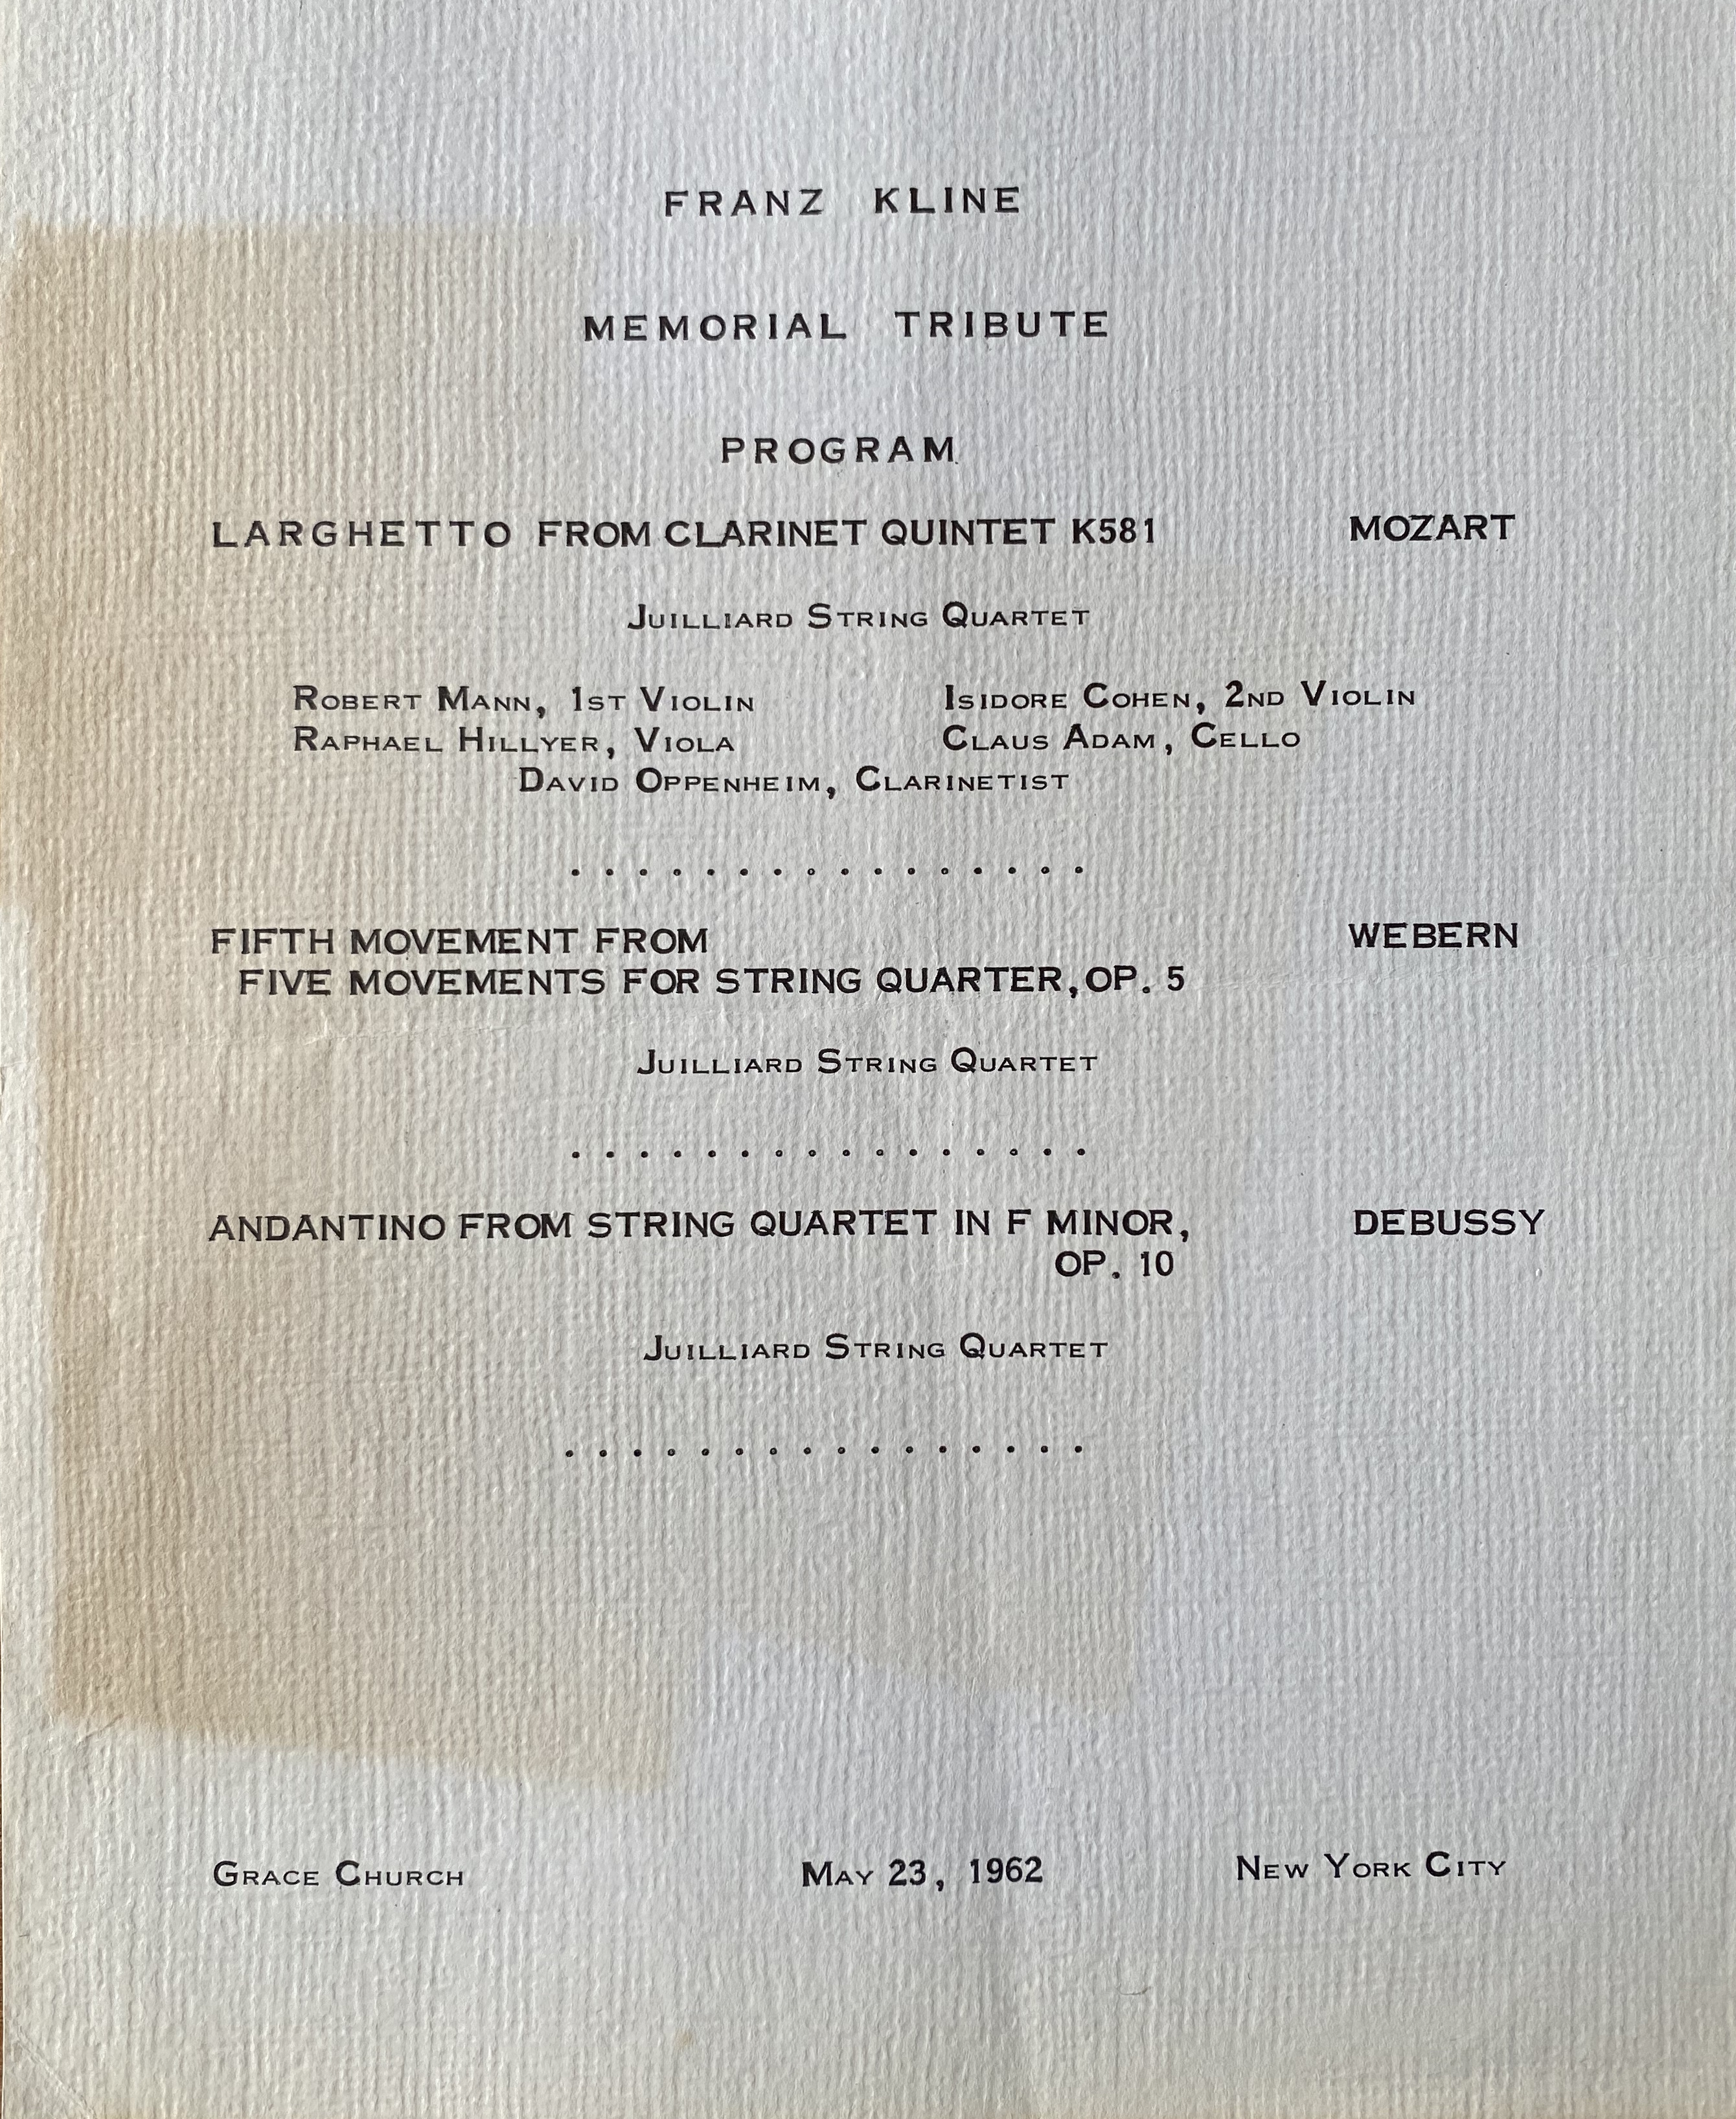 FRANZ KLINE
MEMORIAL TRIBUTE
PROGRAM
LARGHETTO FROM CLARINET QUINTET K581 MOZART
JUILLIARD STRING QUARTET
ROBERT MANN, 1ST VIOLIN ISIDORE COHEN, 2ND VIOLIN
RAPHAEL HILLYER, VIOLA CLAUS ADAM, CELLO
DAVID OPPENHEIM, CLARINETIST
. . . . . . . . . . . . . . . .
FIFTH MOVEMENT FROM WEBERN
FIVE MOVEMENTS FOR STRING QUARTER, OP. 5
JUILLIARD STRING QUARTET
. . . . . . . . . . . . . . . .
ANDANTINO FROM STRING QUARTET IN F MINOR, DEBUSSY
OP. 10
JUILLIARD STRING QUARTET
. . . . . . . . . . . . . . . .
GRACE CHURCH MAY 23, 1962 NEW YORK CITY